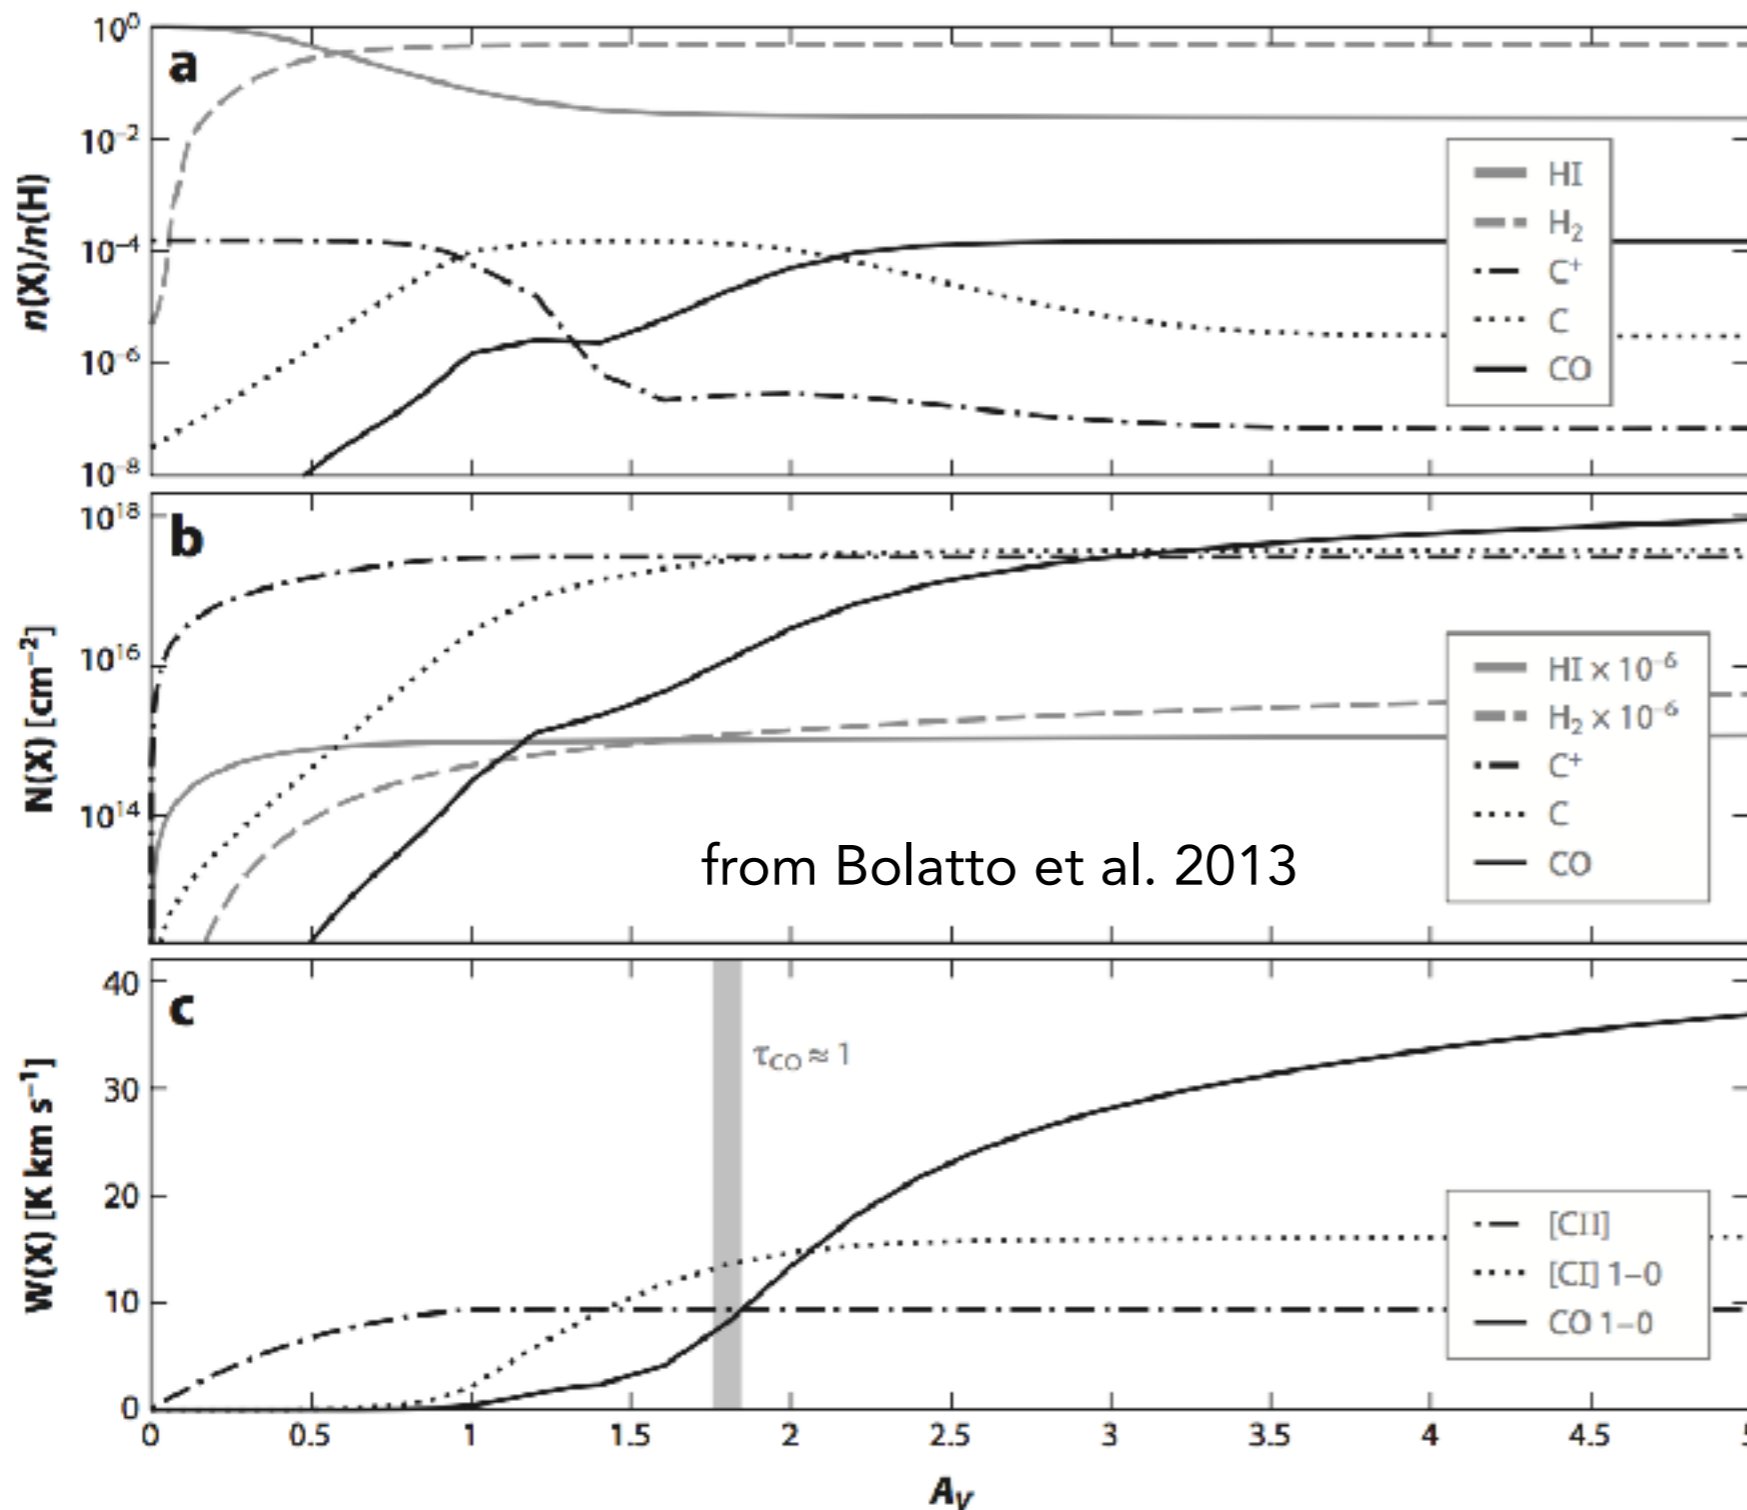 a
n(X)/n(H)
10⁰
10⁻²
10⁻⁴
10⁻⁶
10⁻⁸
HI
H₂
C⁺
C
CO
b
N(X) [cm⁻²]
10¹⁸
10¹⁶
10¹⁴
HI × 10⁻⁶
H₂ × 10⁻⁶
C⁺
C
CO
from Bolatto et al. 2013
c
W(X) [K km s⁻¹]
40
30
20
10
0
τCO ≈ 1
[CII]
[CI] 1–0
CO 1–0
0 0.5 1 1.5 2 2.5 3 3.5 4 4.5 5
Aᵥ